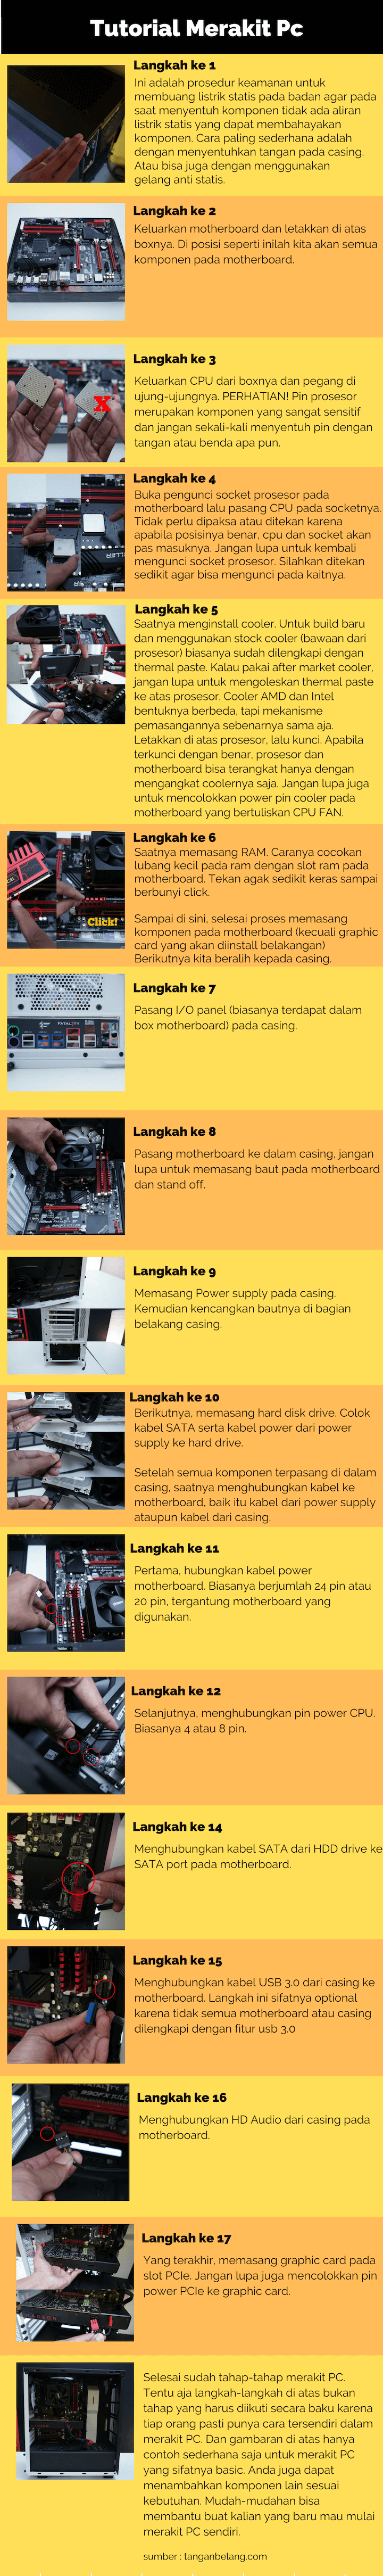 Tutorial Merakit Pc
Langkah ke 1
Ini adalah prosedur keamanan untuk
membuang listrik statis pada badan agar pada
saat menyentuh komponen tidak ada aliran
listrik statis yang dapat membahayakan
komponen. Cara paling sederhana adalah
dengan menyentuhkan tangan pada casing.
Atau bisa juga dengan menggunakan
gelang anti statis.
Langkah ke 2
Keluarkan motherboard dan letakkan di atas
boxnya. Di posisi seperti inilah kita akan semua
komponen pada motherboard.
Langkah ke 3
Keluarkan CPU dari boxnya dan pegang di
ujung-ujungnya. PERHATIAN! Pin prosesor
merupakan komponen yang sangat sensitif
dan jangan sekali-kali menyentuh pin dengan
tangan atau benda apa pun.
X
Langkah ke 4
Buka pengunci socket prosesor pada
motherboard lalu pasang CPU pada socketnya.
Tidak perlu dipaksa atau ditekan karena
apabila posisinya benar, cpu dan socket akan
pas masuknya. Jangan lupa untuk kembali
mengunci socket prosesor. Silahkan ditekan
sedikit agar bisa mengunci pada kaitnya.
Langkah ke 5
Saatnya menginstall cooler. Untuk build baru
dan menggunakan stock cooler (bawaan dari
prosesor) biasanya sudah dilengkapi dengan
thermal paste. Kalau pakai after market cooler,
jangan lupa untuk mengoleskan thermal paste
ke atas prosesor. Cooler AMD dan Intel
bentuknya berbeda, tapi mekanisme
pemasangannya sebenarnya sama aja.
Letakkan di atas prosesor, lalu kunci. Apabila
terkunci dengan benar, prosesor dan
motherboard bisa terangkat hanya dengan
mengangkat coolernya saja. Jangan lupa juga
untuk mencolokkan power pin cooler pada
motherboard yang bertuliskan CPU FAN.
Langkah ke 6
Saatnya memasang RAM. Caranya cocokan
lubang kecil pada ram dengan slot ram pada
motherboard. Tekan agak sedikit keras sampai
berbunyi click.
Click!
Sampai di sini, selesai proses memasang
komponen pada motherboard (kecuali graphic
card yang akan diinstall belakangan)
Berikutnya kita beralih kepada casing.
Langkah ke 7
Pasang I/O panel (biasanya terdapat dalam
box motherboard) pada casing.
Langkah ke 8
Pasang motherboard ke dalam casing, jangan
lupa untuk memasang baut pada motherboard
dan stand off.
Langkah ke 9
Memasang Power supply pada casing.
Kemudian kencangkan bautnya di bagian
belakang casing.
Langkah ke 10
Berikutnya, memasang hard disk drive. Colok
kabel SATA serta kabel power dari power
supply ke hard drive.
Setelah semua komponen terpasang di dalam
casing, saatnya menghubungkan kabel ke
motherboard, baik itu kabel dari power supply
ataupun kabel dari casing.
Langkah ke 11
Pertama, hubungkan kabel power
motherboard. Biasanya berjumlah 24 pin atau
20 pin, tergantung motherboard yang
digunakan.
Langkah ke 12
Selanjutnya, menghubungkan pin power CPU.
Biasanya 4 atau 8 pin.
Langkah ke 14
Menghubungkan kabel SATA dari HDD drive ke
SATA port pada motherboard.
Langkah ke 15
Menghubungkan kabel USB 3.0 dari casing ke
motherboard. Langkah ini sifatnya optional
karena tidak semua motherboard atau casing
dilengkapi dengan fitur usb 3.0
Langkah ke 16
Menghubungkan HD Audio dari casing pada
motherboard.
Langkah ke 17
Yang terakhir, memasang graphic card pada
slot PCIe. Jangan lupa juga mencolokkan pin
power PCIe ke graphic card.
Selesai sudah tahap-tahap merakit PC.
Tentu aja langkah-langkah di atas bukan
tahap yang harus diikuti secara baku karena
tiap orang pasti punya cara tersendiri dalam
merakit PC. Dan gambaran di atas hanya
contoh sederhana saja untuk merakit PC
yang sifatnya basic. Anda juga dapat
menambahkan komponen lain sesuai
kebutuhan. Mudah-mudahan bisa
membantu buat kalian yang baru mau mulai
merakit PC sendiri.
sumber : tanganbelang.com